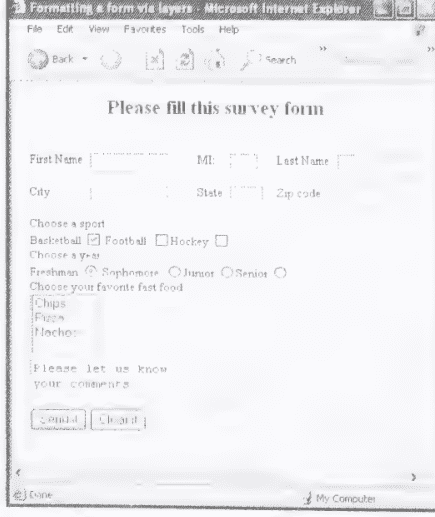 Formatting a form via layers - Microsoft Internet Explorer
File Edit View Favorites Tools Help
Back Search
Please fill this survey form
First Name MI: Last Name
City State Zip code
Choose a sport
Basketball Football Hockey
Choose a year
Freshman Sophomore Junior Senior
Choose your favorite fast food
Chips
Pizza
Nachos
Please let us know
your comments
Done My Computer